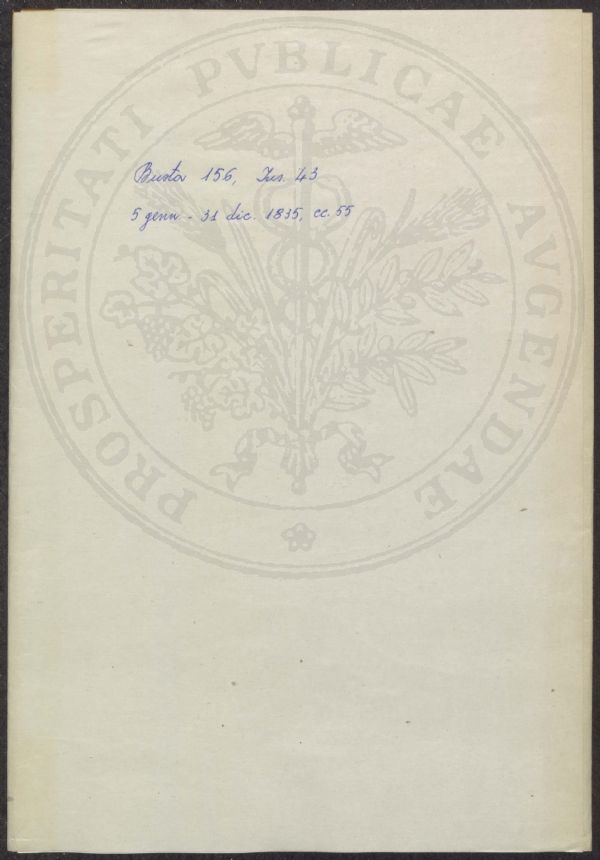 Busta 156, Ins. 43
5 genn - 31 dic. 1835, cc. 55
PROSPERITATI PVBLICAE AVGENDAE